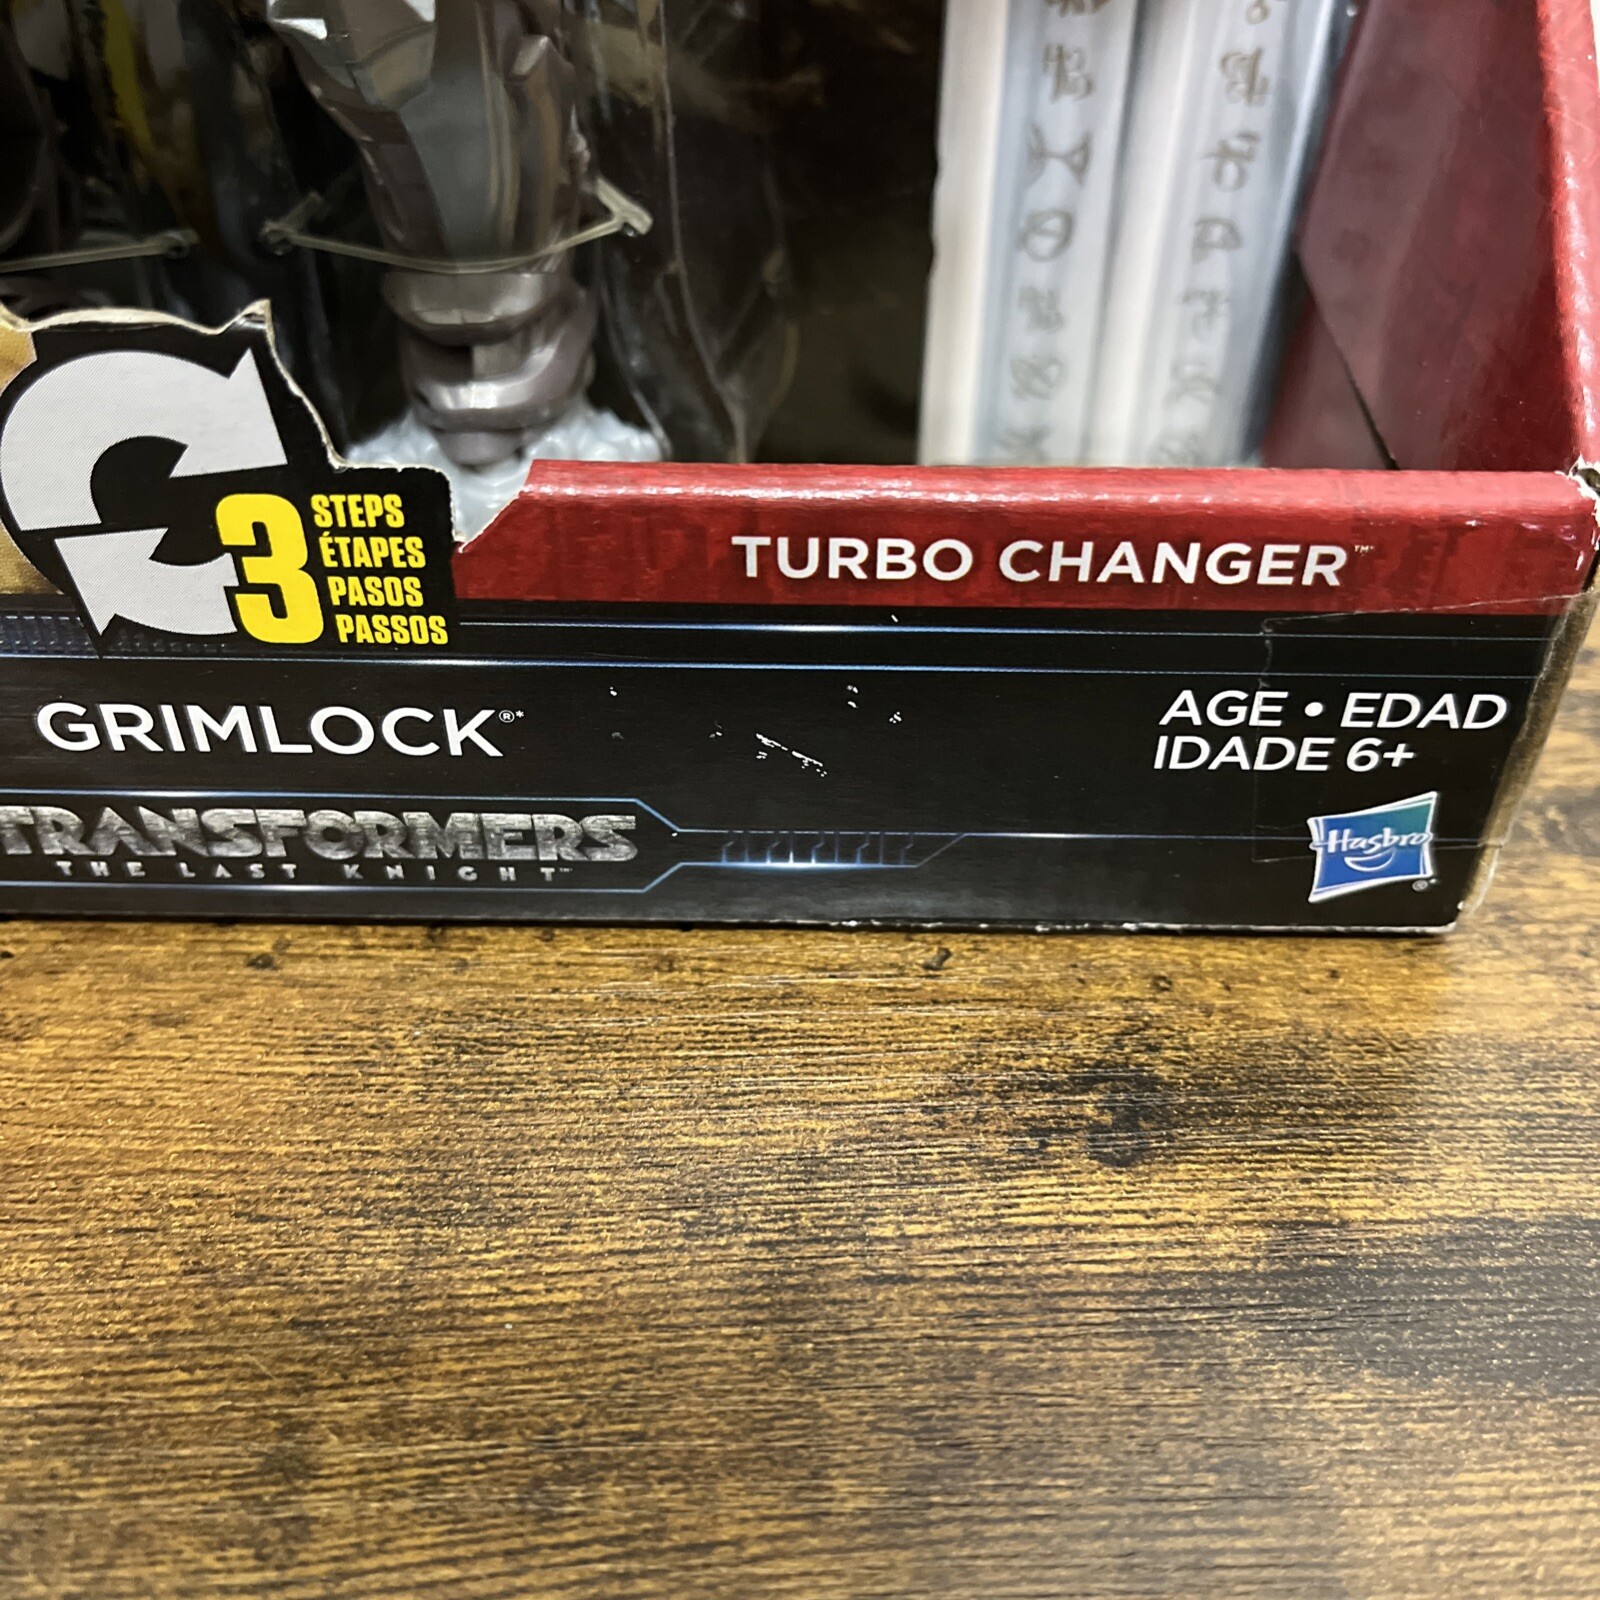 3 STEPS
ÉTAPES
PASOS
PASSOS
TURBO CHANGER™
GRIMLOCK®*
AGE • EDAD
IDADE 6+
TRANSFORMERS
THE LAST KNIGHT™
Hasbro